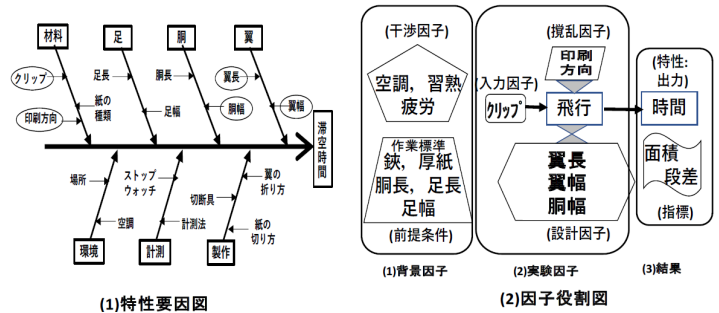 材料
足
胴
翼
クリップ
足長
胴長
翼長
紙の
種類
印刷方向
足幅
胴幅
翼幅
滞空時間
場所
ストップ
ウォッチ
翼の
折り方
切断具
空調
計測法
紙の
切り方
環境
計測
製作
(1)特性要因図
(干渉因子)
空調，習熟
疲労
作業標準
鋏，厚紙
胴長，足長
足幅
(前提条件)
(1)背景因子
(撹乱因子)
印刷
方向
(入力因子)
クリップ
飛行
翼長
翼幅
胴幅
(設計因子)
(2)実験因子
(特性:
出力)
時間
面積
段差
(指標)
(3)結果
(2)因子役割図